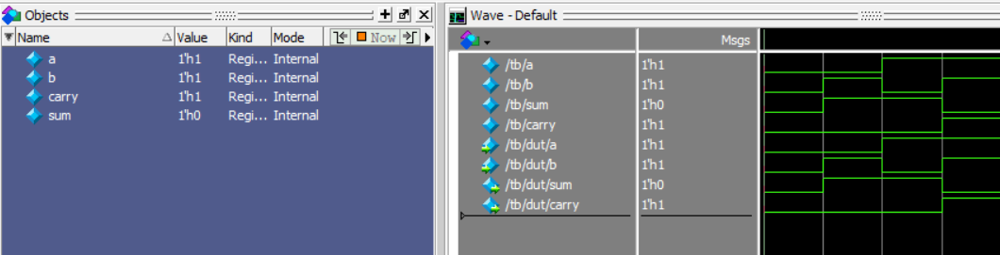 Objects
Name Value Kind Mode Now
a 1'h1 Regi... Internal
b 1'h1 Regi... Internal
carry 1'h1 Regi... Internal
sum 1'h0 Regi... Internal
Wave - Default
Msgs
/tb/a 1'h1
/tb/b 1'h1
/tb/sum 1'h0
/tb/carry 1'h1
/tb/dut/a 1'h1
/tb/dut/b 1'h1
/tb/dut/sum 1'h0
/tb/dut/carry 1'h1